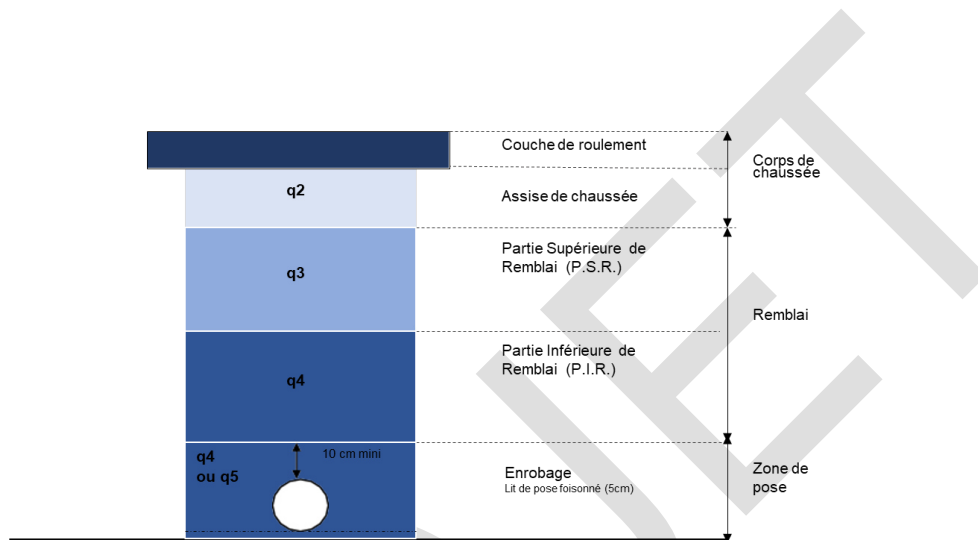 Couche de roulement
Corps de
chaussée
q2
Assise de chaussée
q3
Partie Supérieure de
Remblai (P.S.R.)
Remblai
q4
Partie Inférieure de
Remblai (P.I.R.)
q4
ou q5
10 cm mini
Enrobage
Lit de pose foisonné (5cm)
Zone de
pose